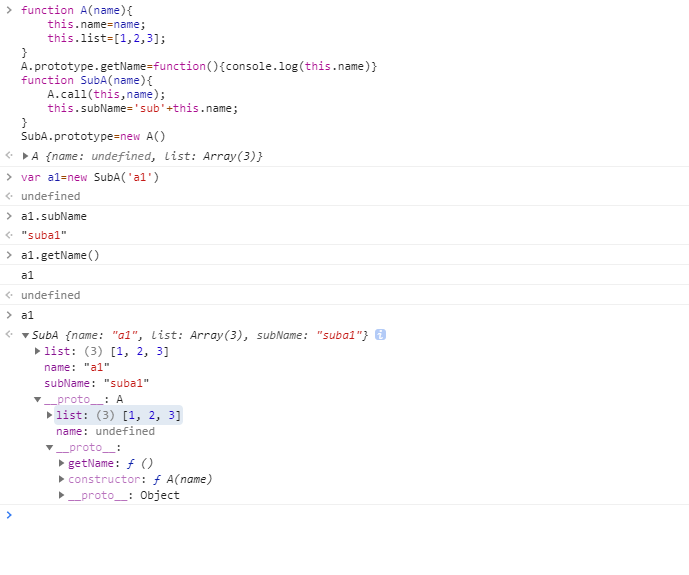 function A(name){
    this.name=name;
    this.list=[1,2,3];
}
A.prototype.getName=function(){console.log(this.name)}
function SubA(name){
    A.call(this,name);
    this.subName='sub'+this.name;
}
SubA.prototype=new A()
A {name: undefined, list: Array(3)}
var a1=new SubA('a1')
undefined
a1.subName
"suba1"
a1.getName()
a1
undefined
a1
SubA {name: "a1", list: Array(3), subName: "suba1"} i
list: (3) [1, 2, 3]
name: "a1"
subName: "suba1"
__proto__: A
list: (3) [1, 2, 3]
name: undefined
__proto__:
getName: ƒ ()
constructor: ƒ A(name)
__proto__: Object